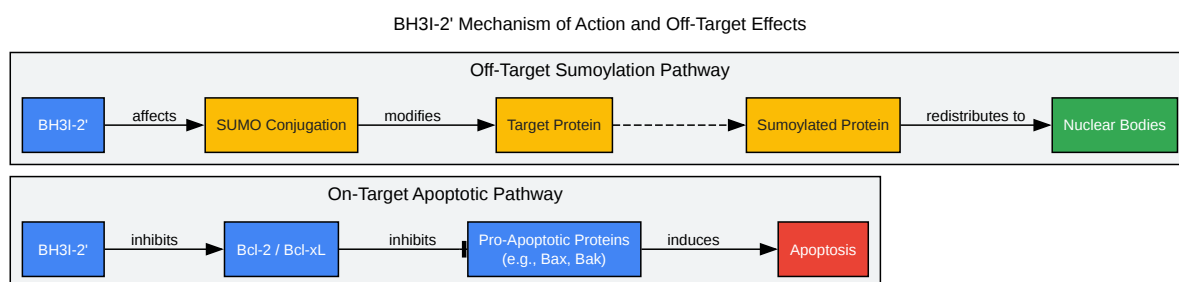 BH3I-2' Mechanism of Action and Off-Target Effects
Off-Target Sumoylation Pathway
BH3I-2'
affects
SUMO Conjugation
modifies
Target Protein
Sumoylated Protein
redistributes to
Nuclear Bodies
On-Target Apoptotic Pathway
BH3I-2'
inhibits
Bcl-2 / Bcl-xL
inhibits
Pro-Apoptotic Proteins
(e.g., Bax, Bak)
induces
Apoptosis